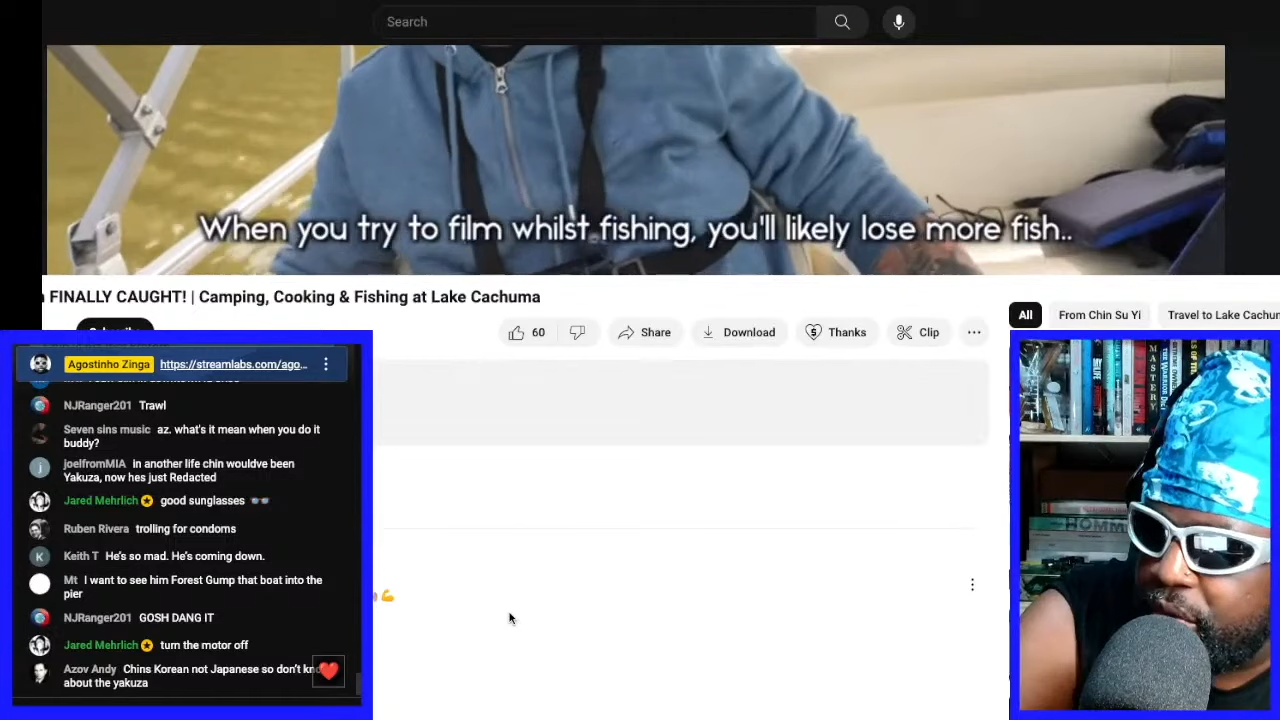 Search
When you try to film whilst fishing, you'll likely lose more fish..
FINALLY CAUGHT! | Camping, Cooking & Fishing at Lake Cachuma
60
Share
Download
Thanks
Clip
All
From Chin Su Yi
Travel to Lake Cachun
Agostinho Zinga https://streamlabs.com/ago...
NJRanger201 Trawl
Seven sins music az. what's it mean when you do it
buddy?
joelfromMIA in another life chin wouldve been
Yakuza, now hes just Redacted
Jared Mehrlich good sunglasses 👓
Ruben Rivera trolling for condoms
K
Keith T He's so mad. He's coming down.
Mt I want to see him Forest Gump that boat into the
pier
NJRanger201 GOSH DANG IT
Jared Mehrlich turn the motor off
Azov Andy Chins Korean not Japanese so don't kn
about the yakuza
MASTERY
THE WARRIOR
HOMM